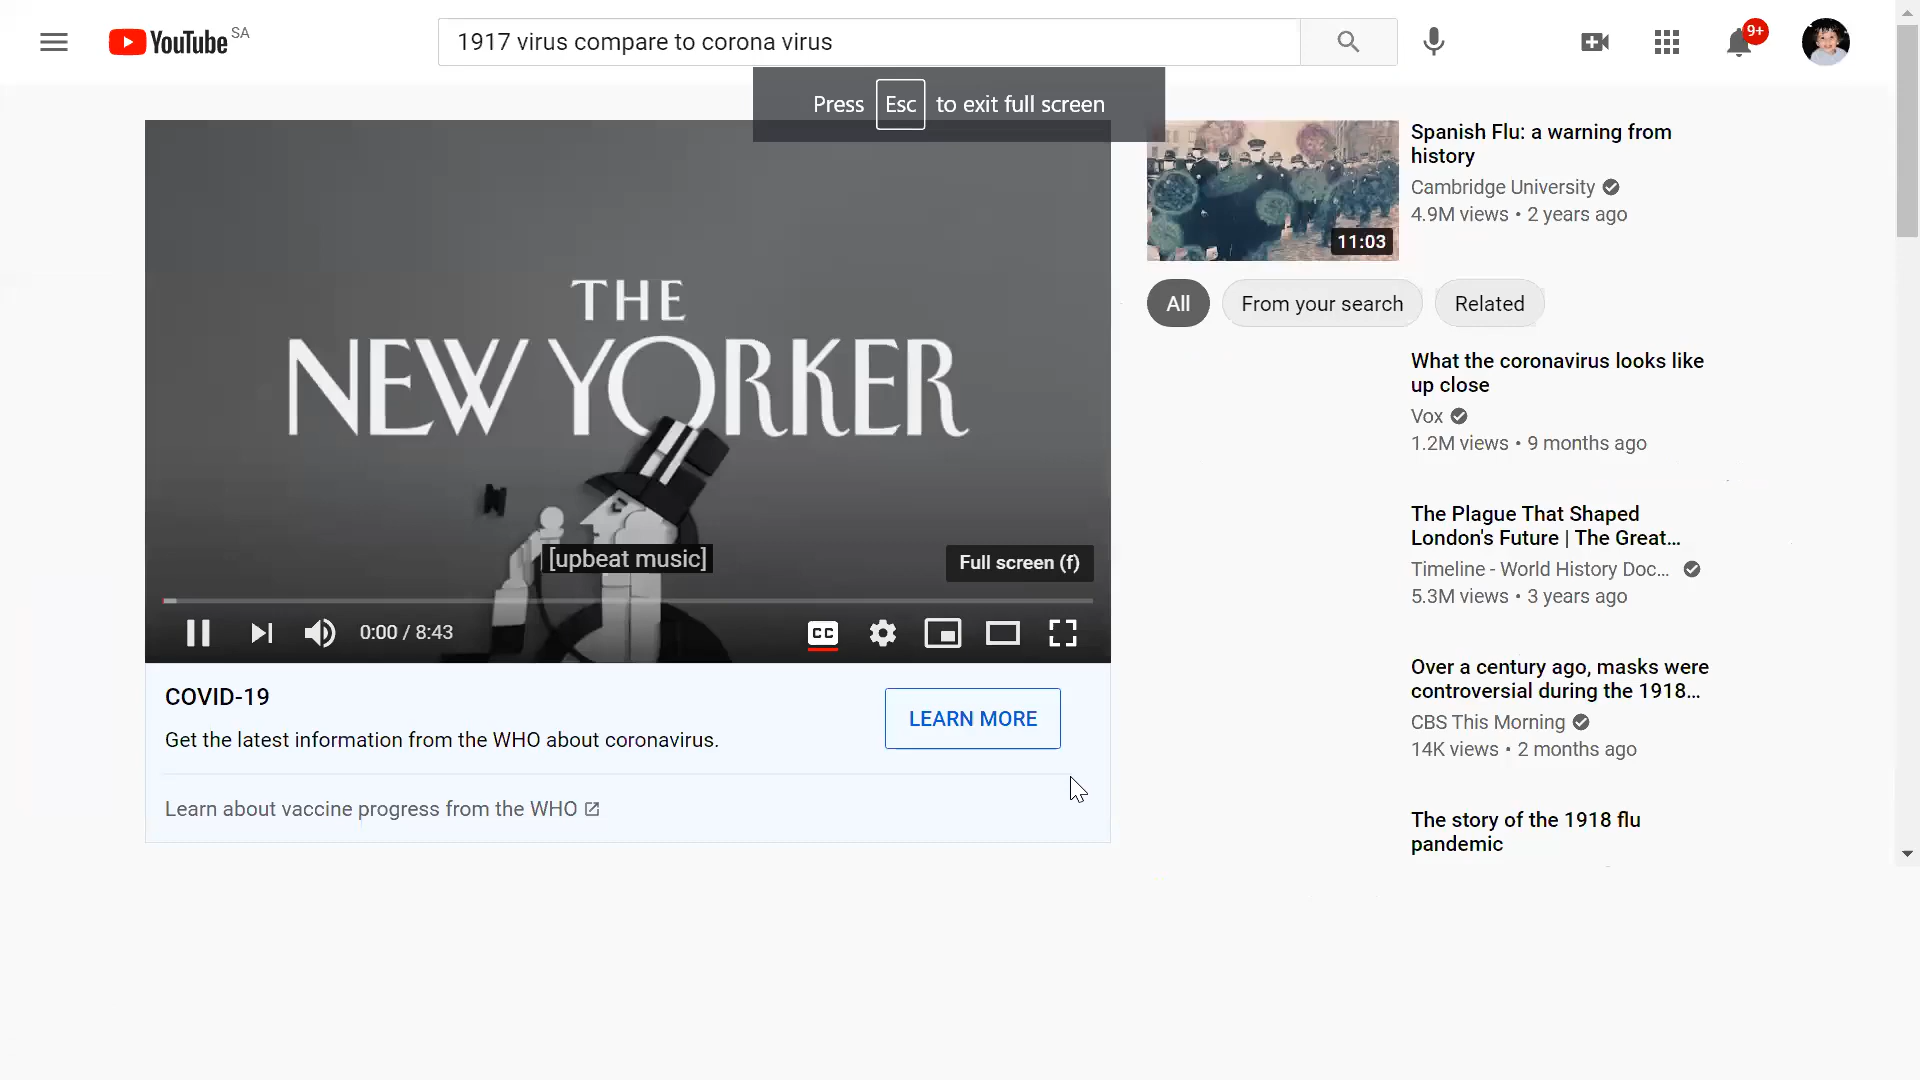 YouTube SA
1917 virus compare to corona virus
9+
Press Esc to exit full screen
THE
NEW YORKER
[upbeat music]
Full screen (f)
0:00 / 8:43
CC
COVID-19
Get the latest information from the WHO about coronavirus.
LEARN MORE
Learn about vaccine progress from the WHO
11:03
Spanish Flu: a warning from
history
Cambridge University
4.9M views • 2 years ago
All
From your search
Related
What the coronavirus looks like
up close
Vox
1.2M views • 9 months ago
The Plague That Shaped
London's Future | The Great...
Timeline - World History Doc...
5.3M views • 3 years ago
Over a century ago, masks were
controversial during the 1918...
CBS This Morning
14K views • 2 months ago
The story of the 1918 flu
pandemic